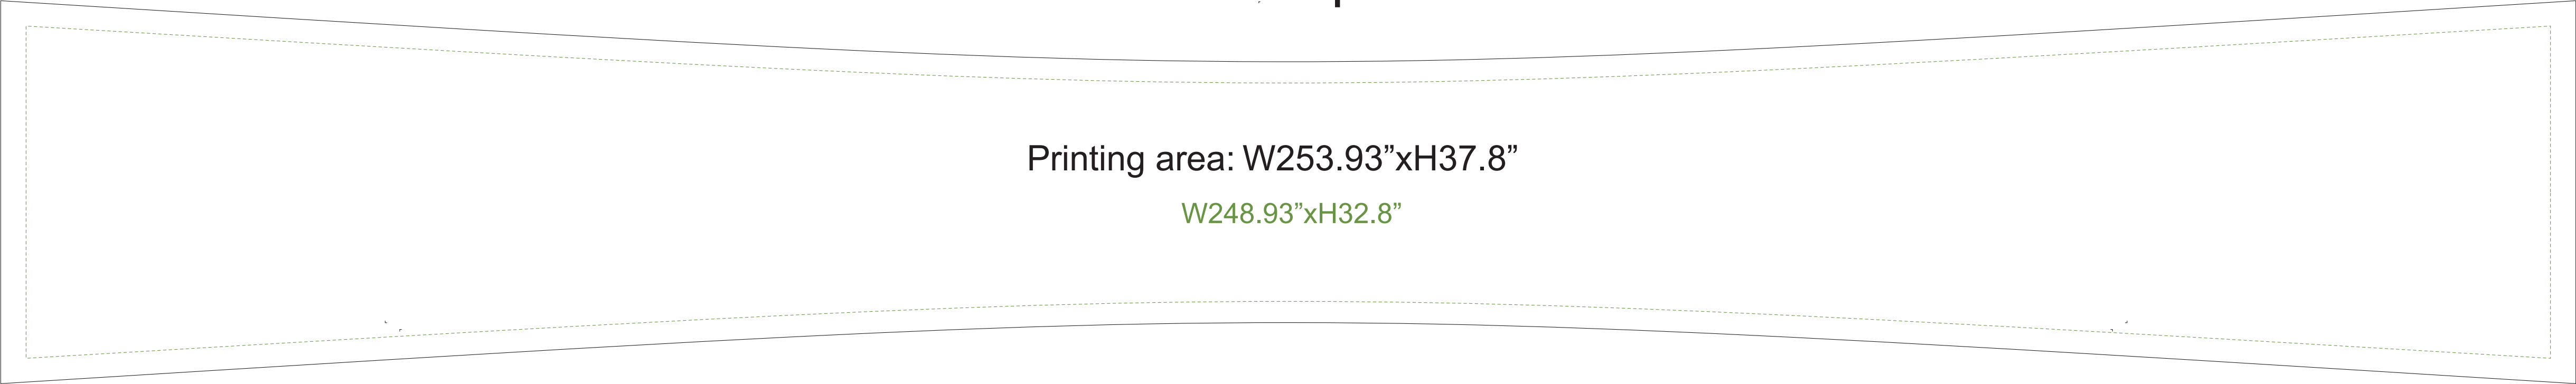 Printing area: W253.93”xH37.8”
W248.93”xH32.8”